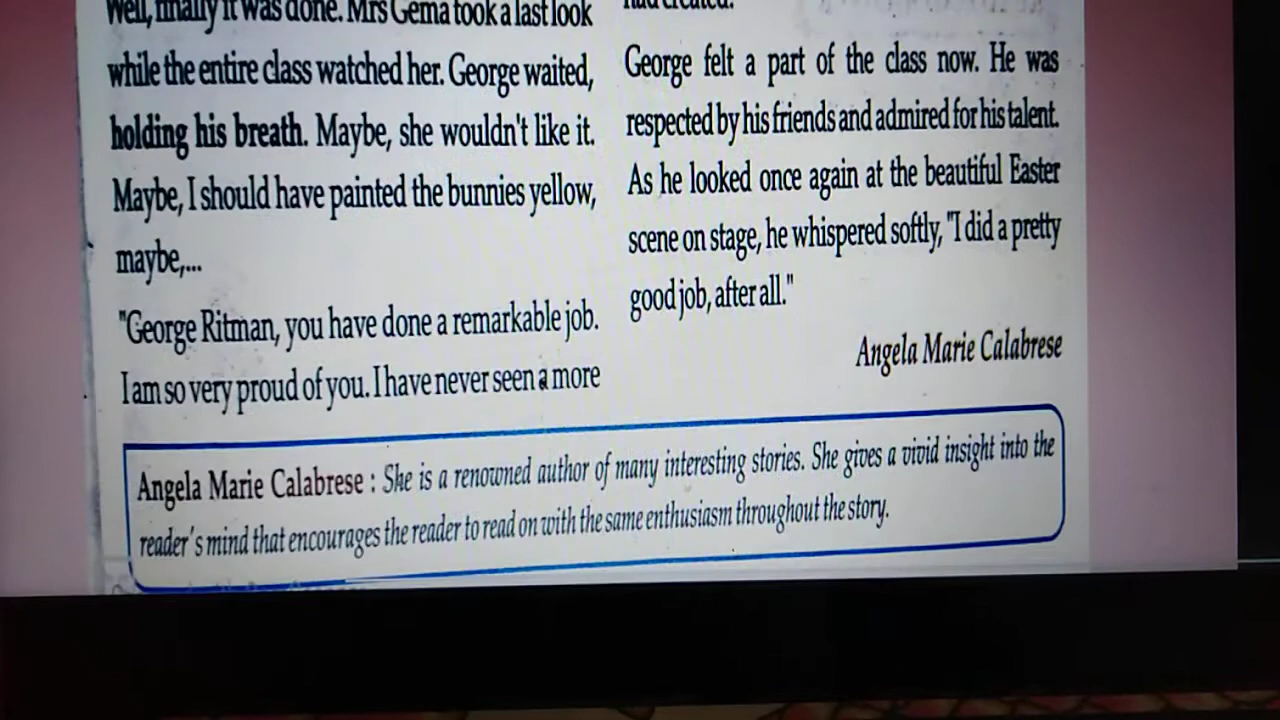 Well, finally it was done. Mrs Gema took a last look
while the entire class watched her. George waited,
holding his breath. Maybe, she wouldn't like it.
Maybe, I should have painted the bunnies yellow,
maybe,...
"George Ritman, you have done a remarkable job.
I am so very proud of you. I have never seen a more
had created.
George felt a part of the class now. He was
respected by his friends and admired for his talent.
As he looked once again at the beautiful Easter
scene on stage, he whispered softly, "I did a pretty
good job, after all."
Angela Marie Calabrese
Angela Marie Calabrese : She is a renowned author of many interesting stories. She gives a vivid insight into the
reader's mind that encourages the reader to read on with the same enthusiasm throughout the story.